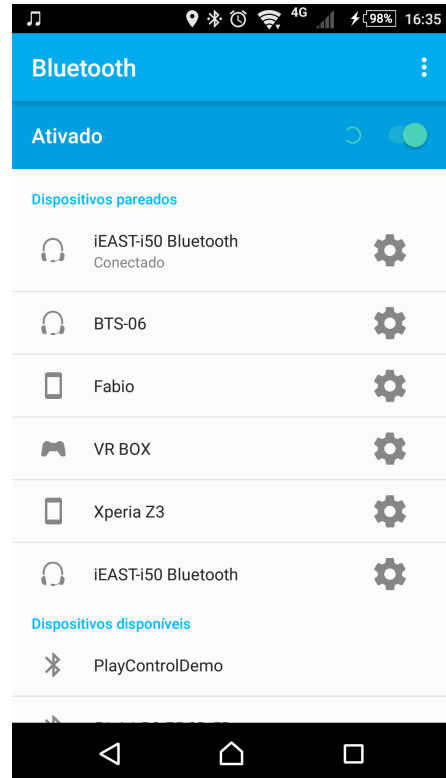 4G 98% 16:35
Bluetooth
Ativado
Dispositivos pareados
iEAST-i50 Bluetooth
Conectado
BTS-06
Fabio
VR BOX
Xperia Z3
iEAST-i50 Bluetooth
Dispositivos disponíveis
PlayControlDemo